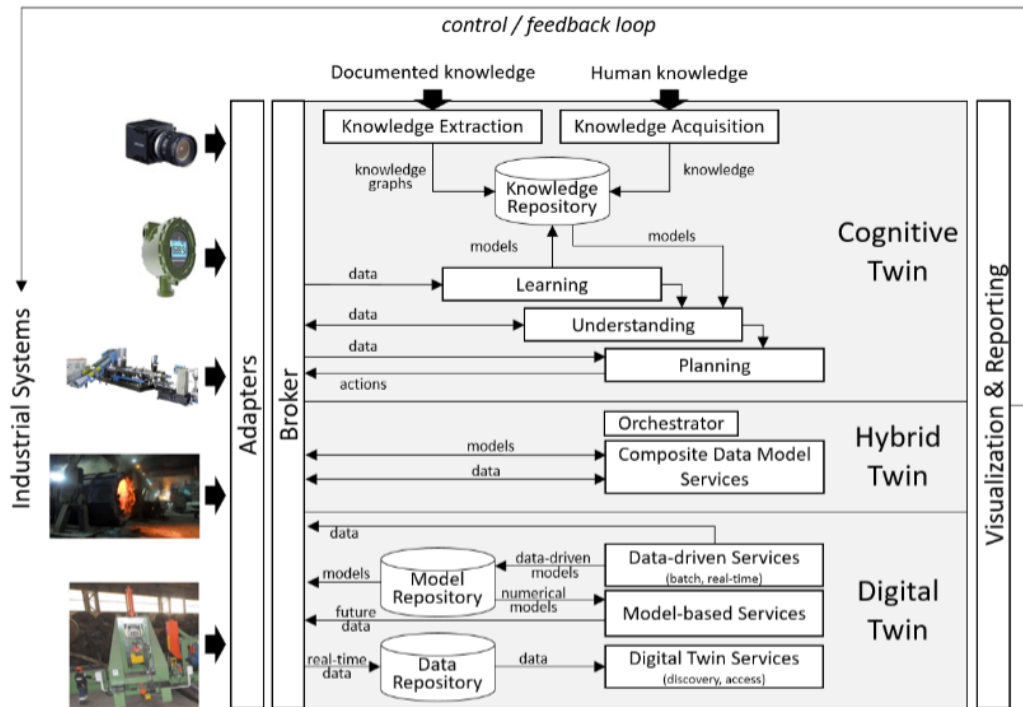 control / feedback loop
Documented knowledge
Human knowledge
Knowledge Extraction
Knowledge Acquisition
knowledge
graphs
knowledge
Knowledge
Repository
models
models
Cognitive
Twin
data
Learning
data
Understanding
data
Planning
actions
Industrial Systems
Adapters
Broker
Visualization & Reporting
Orchestrator
models
Composite Data Model
Services
data
Hybrid
Twin
data
data-driven
models
Data-driven Services
(batch, real-time)
models
Model
Repository
numerical
models
Model-based Services
future
data
Digital
Twin
real-time
data
Data
Repository
data
Digital Twin Services
(discovery, access)